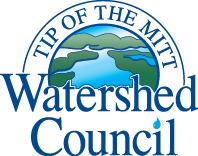 TIP OF THE MITT
Watershed
Council